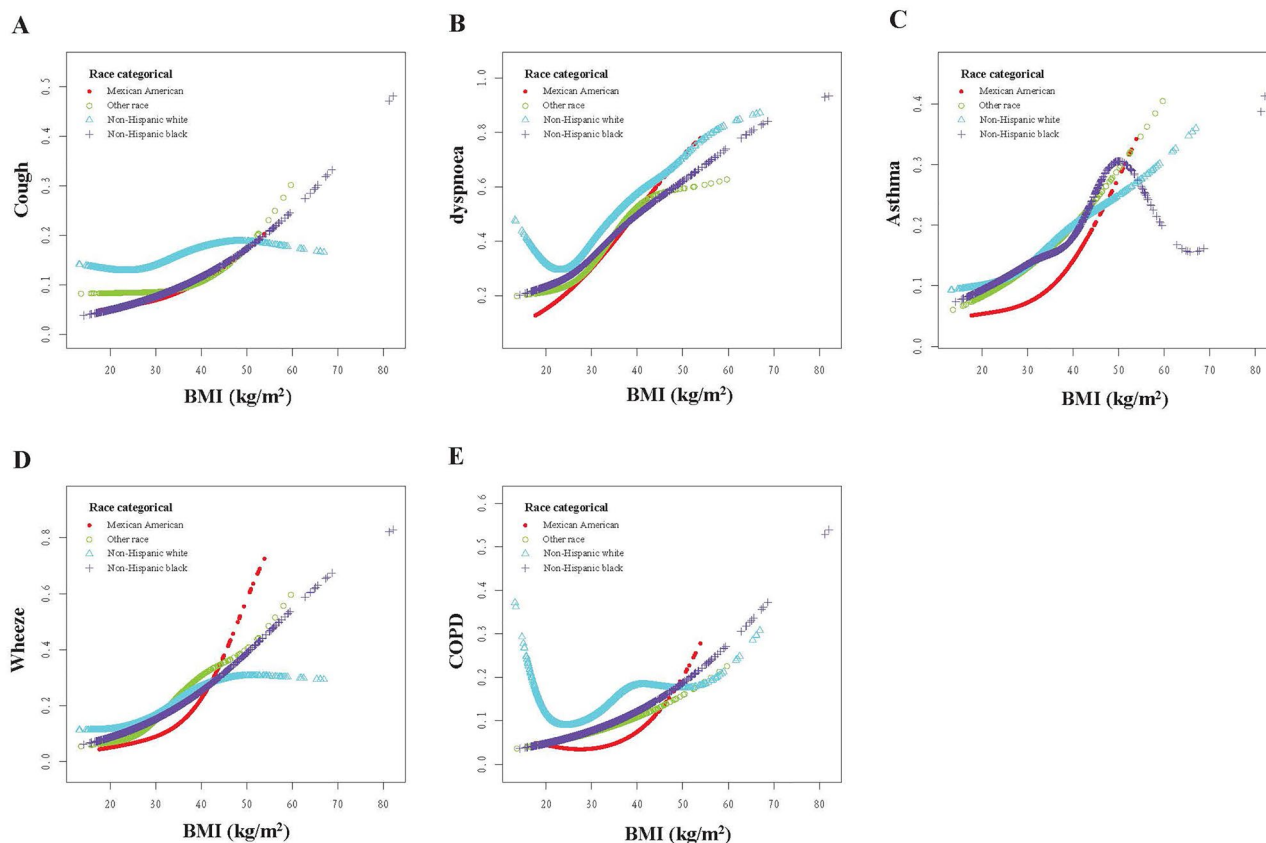 A
Race categorical
Mexican American
Other race
Non-Hispanic white
Non-Hispanic black
Cough
0.0 0.1 0.2 0.3 0.4 0.5
20 30 40 50 60 70 80
BMI (kg/m²)
B
Race categorical
Mexican American
Other race
Non-Hispanic white
Non-Hispanic black
dyspnoea
0.2 0.4 0.6 0.8 1.0
20 30 40 50 60 70 80
BMI (kg/m²)
C
Race categorical
Mexican American
Other race
Non-Hispanic white
Non-Hispanic black
Asthma
0.0 0.1 0.2 0.3 0.4
20 30 40 50 60 70 80
BMI (kg/m²)
D
Race categorical
Mexican American
Other race
Non-Hispanic white
Non-Hispanic black
Wheeze
0.0 0.2 0.4 0.6 0.8
20 30 40 50 60 70 80
BMI (kg/m²)
E
Race categorical
Mexican American
Other race
Non-Hispanic white
Non-Hispanic black
COPD
0.0 0.1 0.2 0.3 0.4 0.5 0.6
20 30 40 50 60 70 80
BMI (kg/m²)